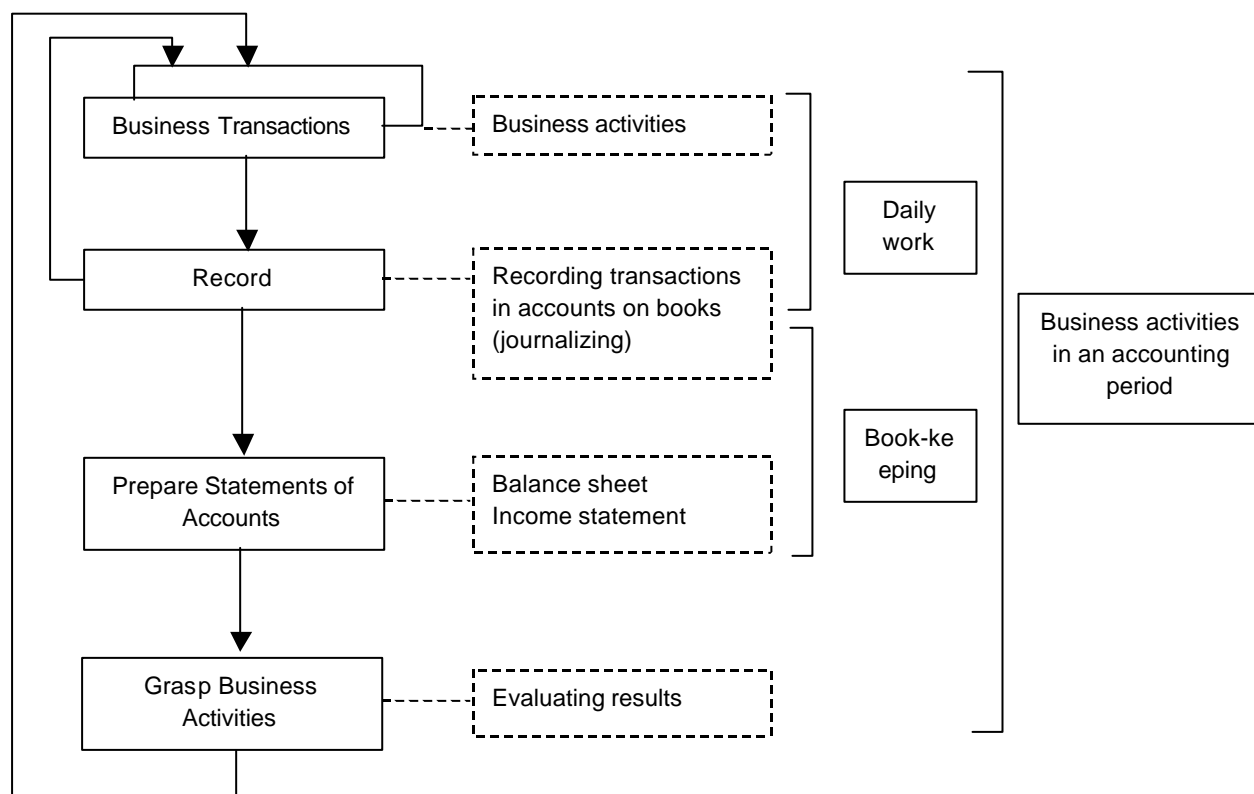 Business Transactions
Business activities
Daily
work
Record
Recording transactions
in accounts on books
(journalizing)
Business activities
in an accounting
period
Book-ke
eping
Prepare Statements of
Accounts
Balance sheet
Income statement
Grasp Business
Activities
Evaluating results